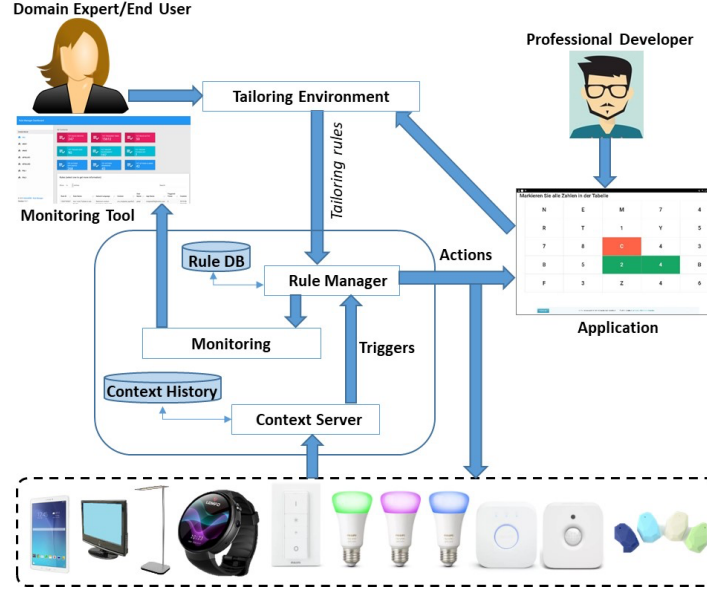 Domain Expert/End User
Professional Developer
Tailoring Environment
Tailoring rules
Monitoring Tool
Markieren Sie alle Zahlen in der Tabelle
N E M 7 4
R T 1 Y 5
7 8 C 4 3
8 5 2 4 B
F 3 Z 4 6
Application
Rule DB
Rule Manager
Actions
Monitoring
Triggers
Context History
Context Server